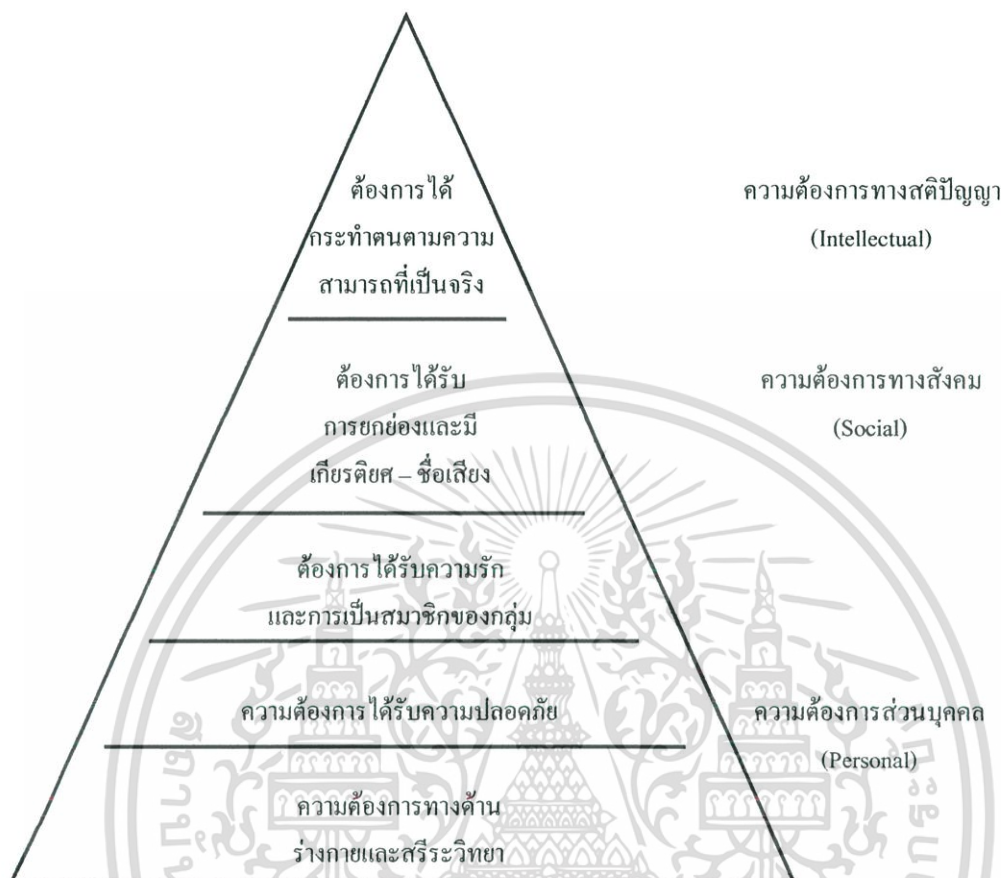 ต้องการได้
กระทำตนตามความ
สามารถที่เป็นจริง
ความต้องการทางสติปัญญา
(Intellectual)
ต้องการได้รับ
การยกย่องและมี
เกียรติยศ – ชื่อเสียง
ความต้องการทางสังคม
(Social)
ต้องการได้รับความรัก
และการเป็นสมาชิกของกลุ่ม
ความต้องการได้รับความปลอดภัย
ความต้องการส่วนบุคคล
(Personal)
ความต้องการทางด้าน
ร่างกายและสรีระวิทยา